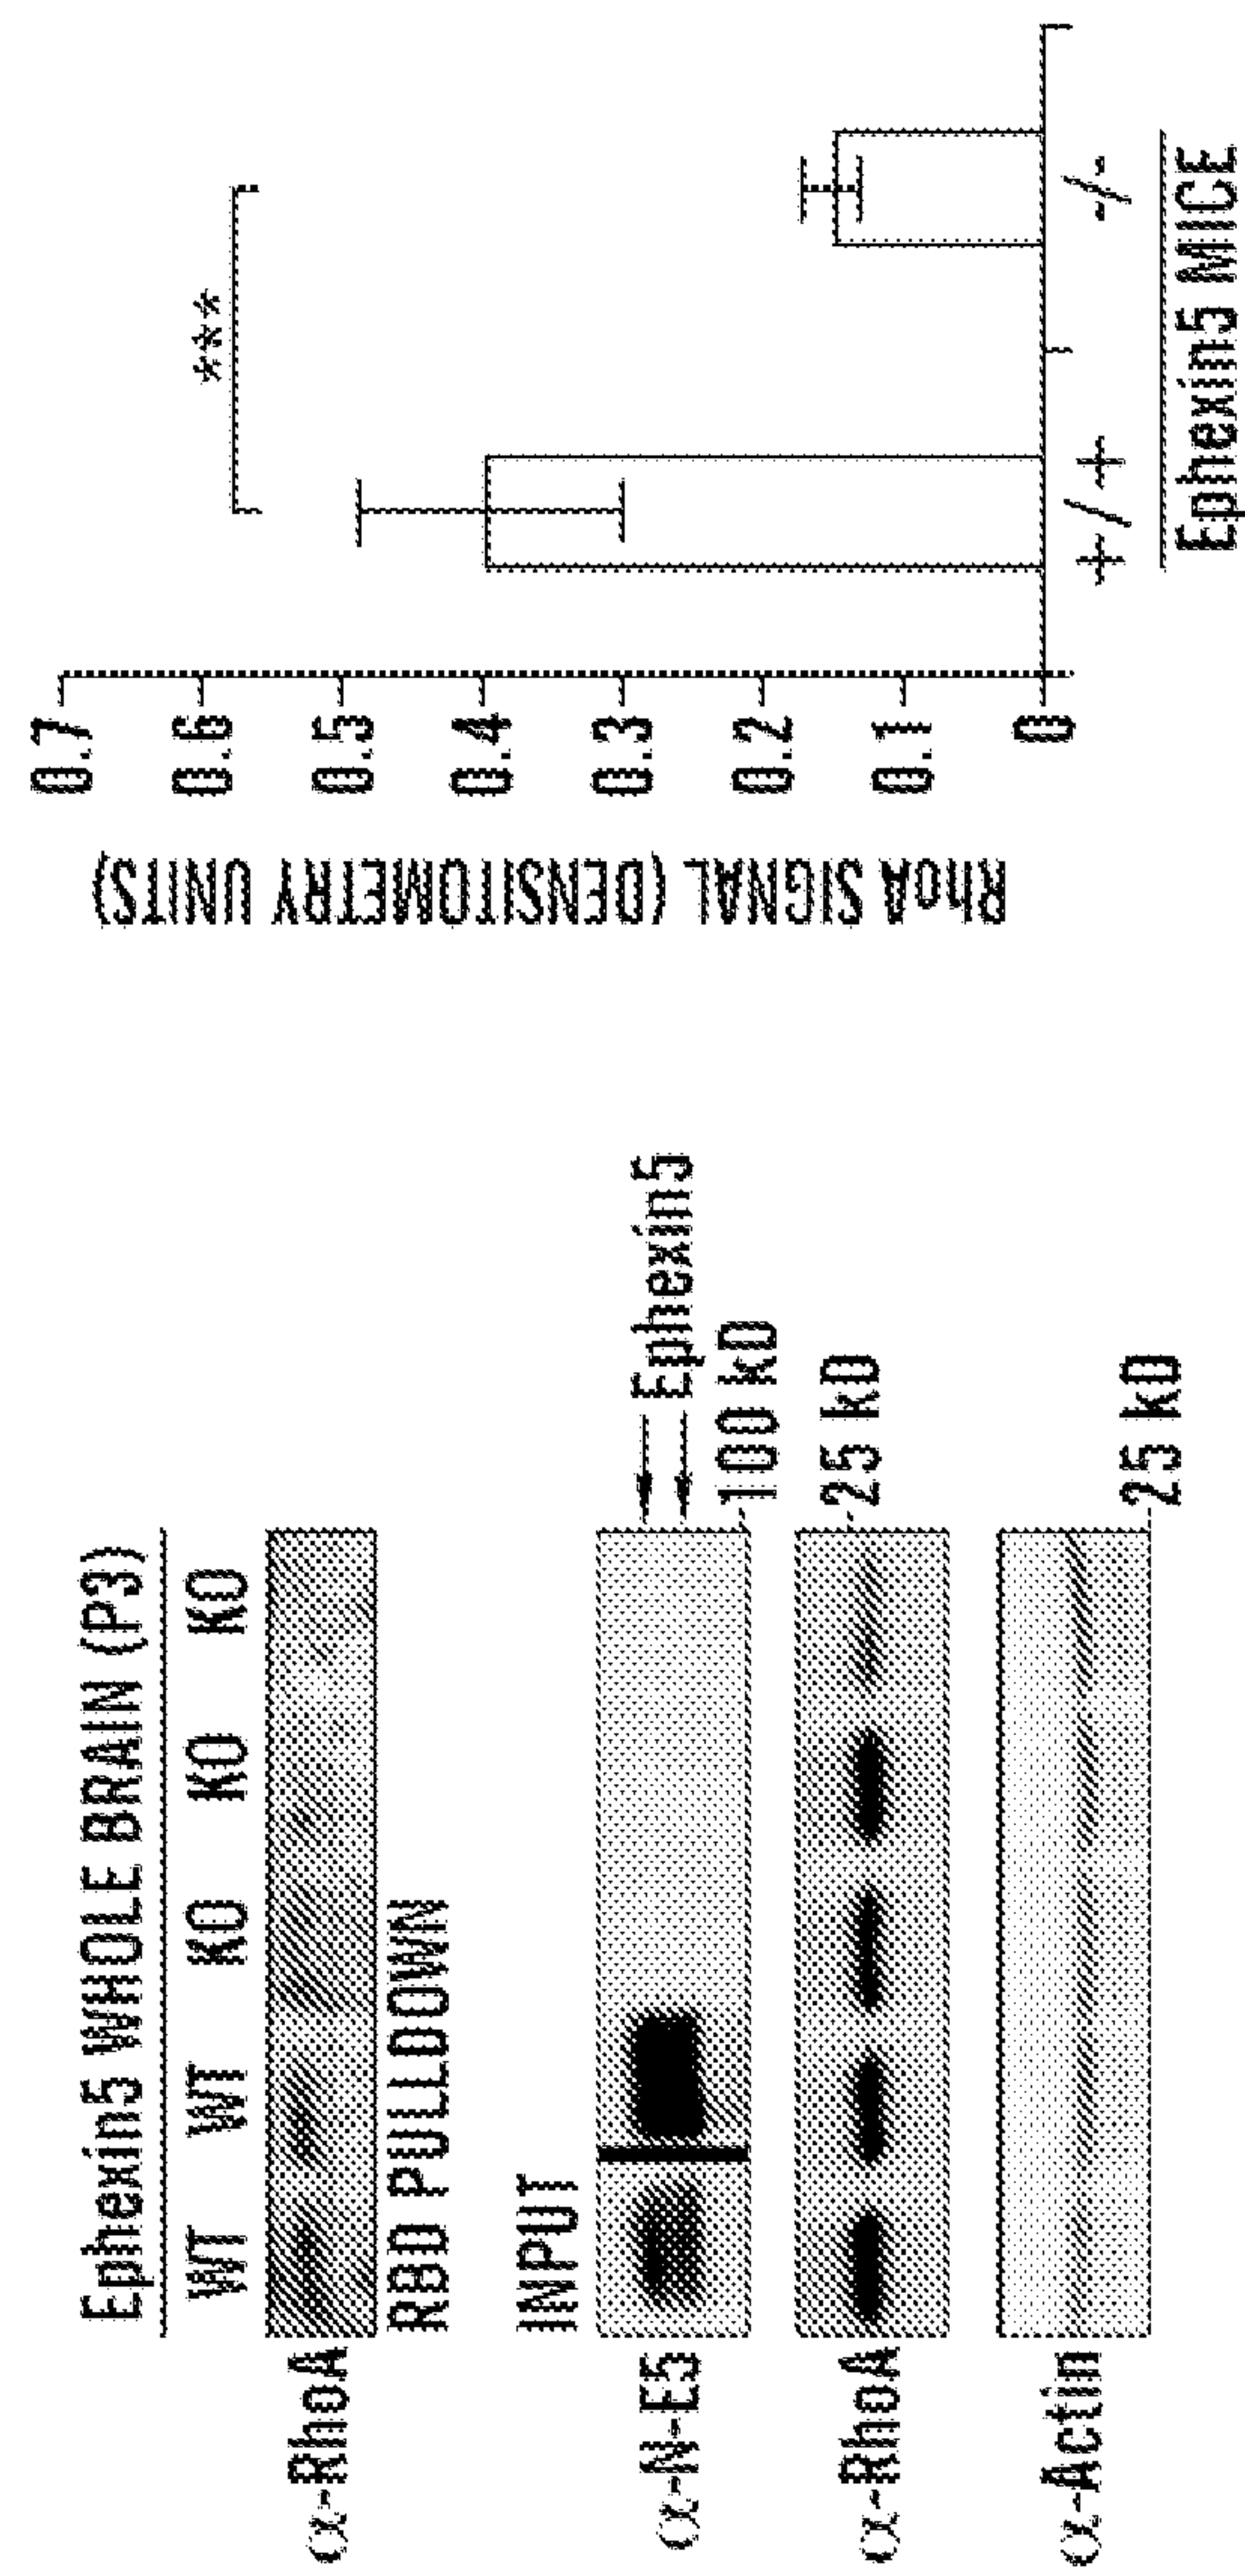 Ephexin5 WHOLE BRAIN (P3)
WT WT KO KO KO
α-RhoA
RBD PULLDOWN
INPUT
α-N-E5
Ephexin5
100 kD
α-RhoA
25 kD
α-Actin
25 kD
RhoA SIGNAL (DENSITOMETRY UNITS)
0.7
0.6
0.5
0.4
0.3
0.2
0.1
0
***
+/+ -/-
Ephexin5 MICE